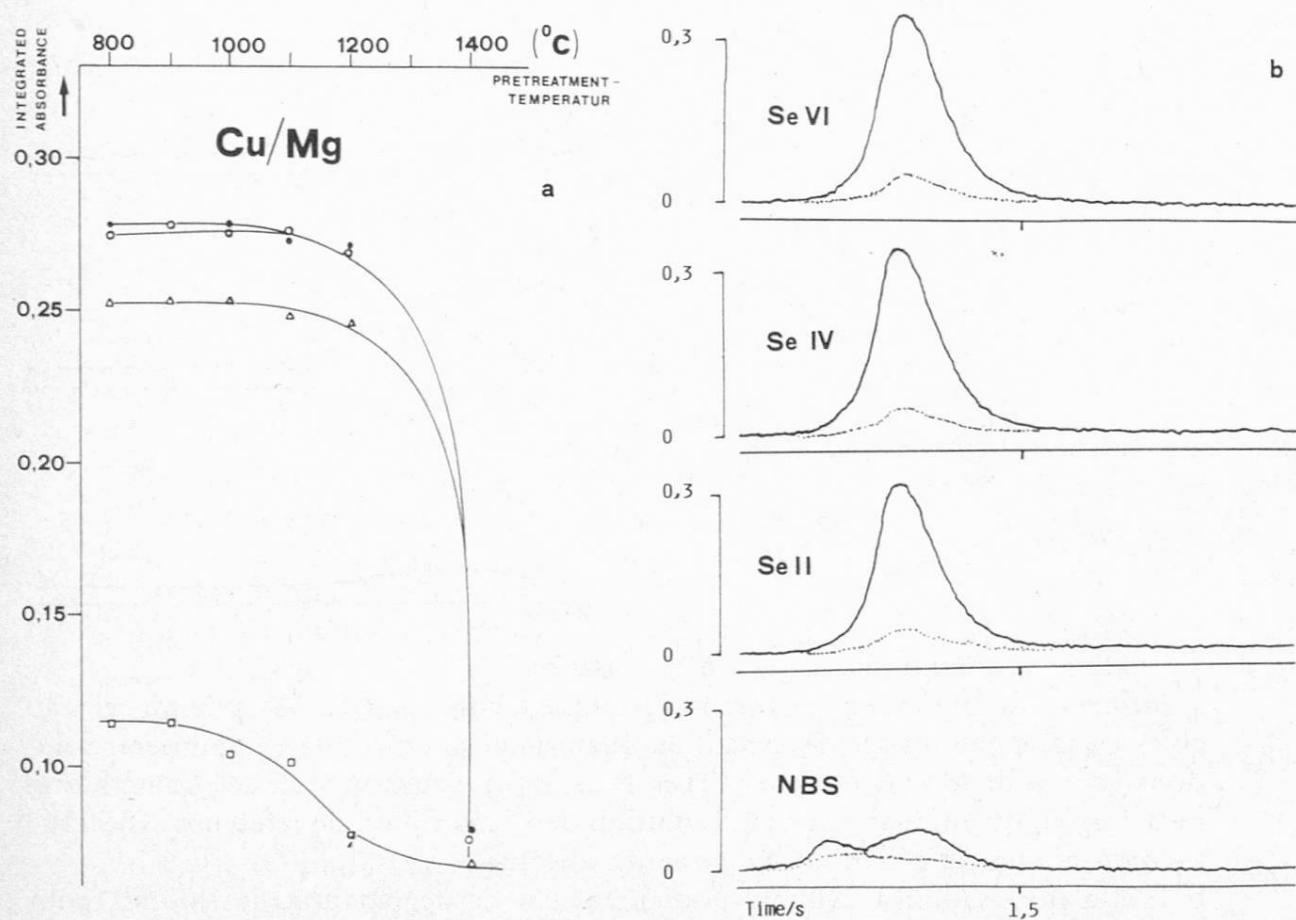 800 1000 1200 1400 (°C)
INTEGRATED
ABSORBANCE
PRETREATMENT-
TEMPERATUR
Cu/Mg
a
0,30
0,25
0,20
0,15
0,10
b
0,3
Se VI
0
0,3
Se IV
0
0,3
Se II
0
0,3
NBS
0
Time/s 1,5